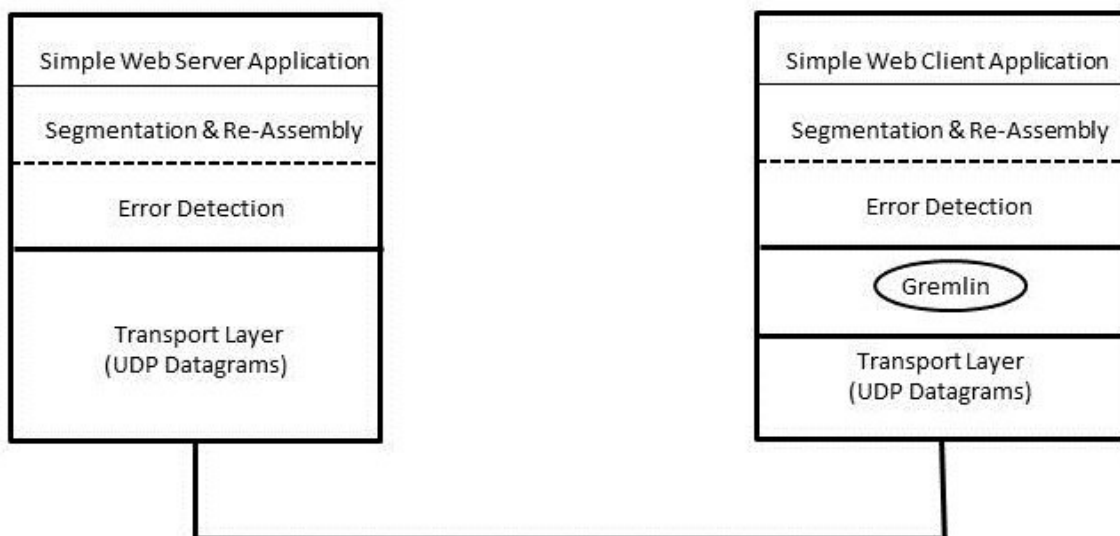 Simple Web Server Application
Segmentation & Re-Assembly
Error Detection
Transport Layer
(UDP Datagrams)
Simple Web Client Application
Segmentation & Re-Assembly
Error Detection
Gremlin
Transport Layer
(UDP Datagrams)